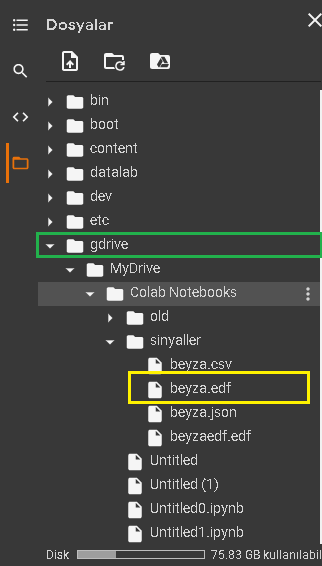 Dosyalar
bin
boot
content
datalab
dev
etc
gdrive
MyDrive
Colab Notebooks
old
sinyaller
beyza.csv
beyza.edf
beyza.json
beyzaedf.edf
Untitled
Untitled (1)
Untitled0.ipynb
Untitled1.ipynb
Disk 75.83 GB kullanılabil